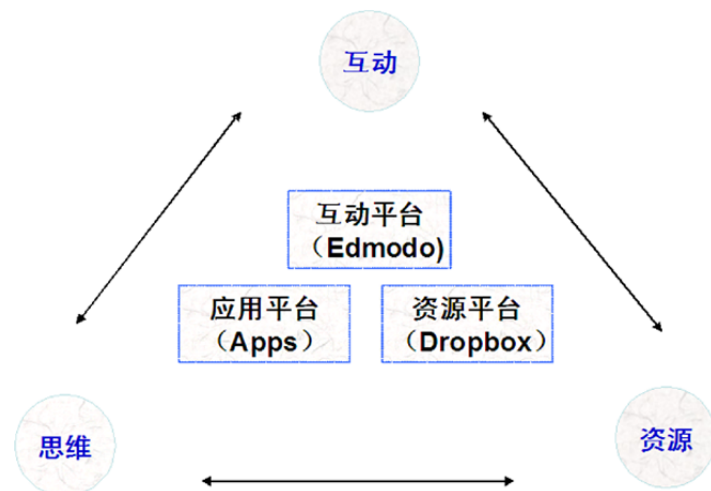 互动
互动平台
（Edmodo)
应用平台
（Apps）
资源平台
（Dropbox）
思维
资源